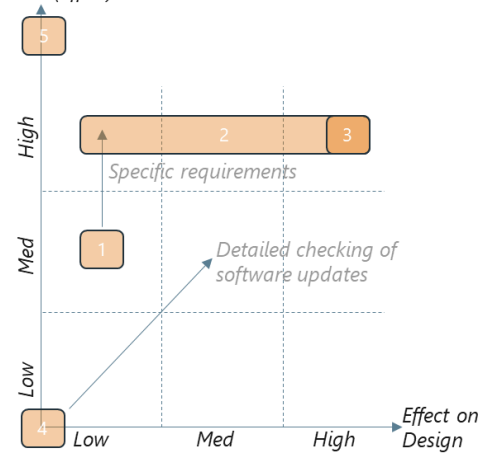 5
High
2
3
Specific requirements
Med
1
Detailed checking of
software updates
Low
4
Low
Med
High
Effect on
Design